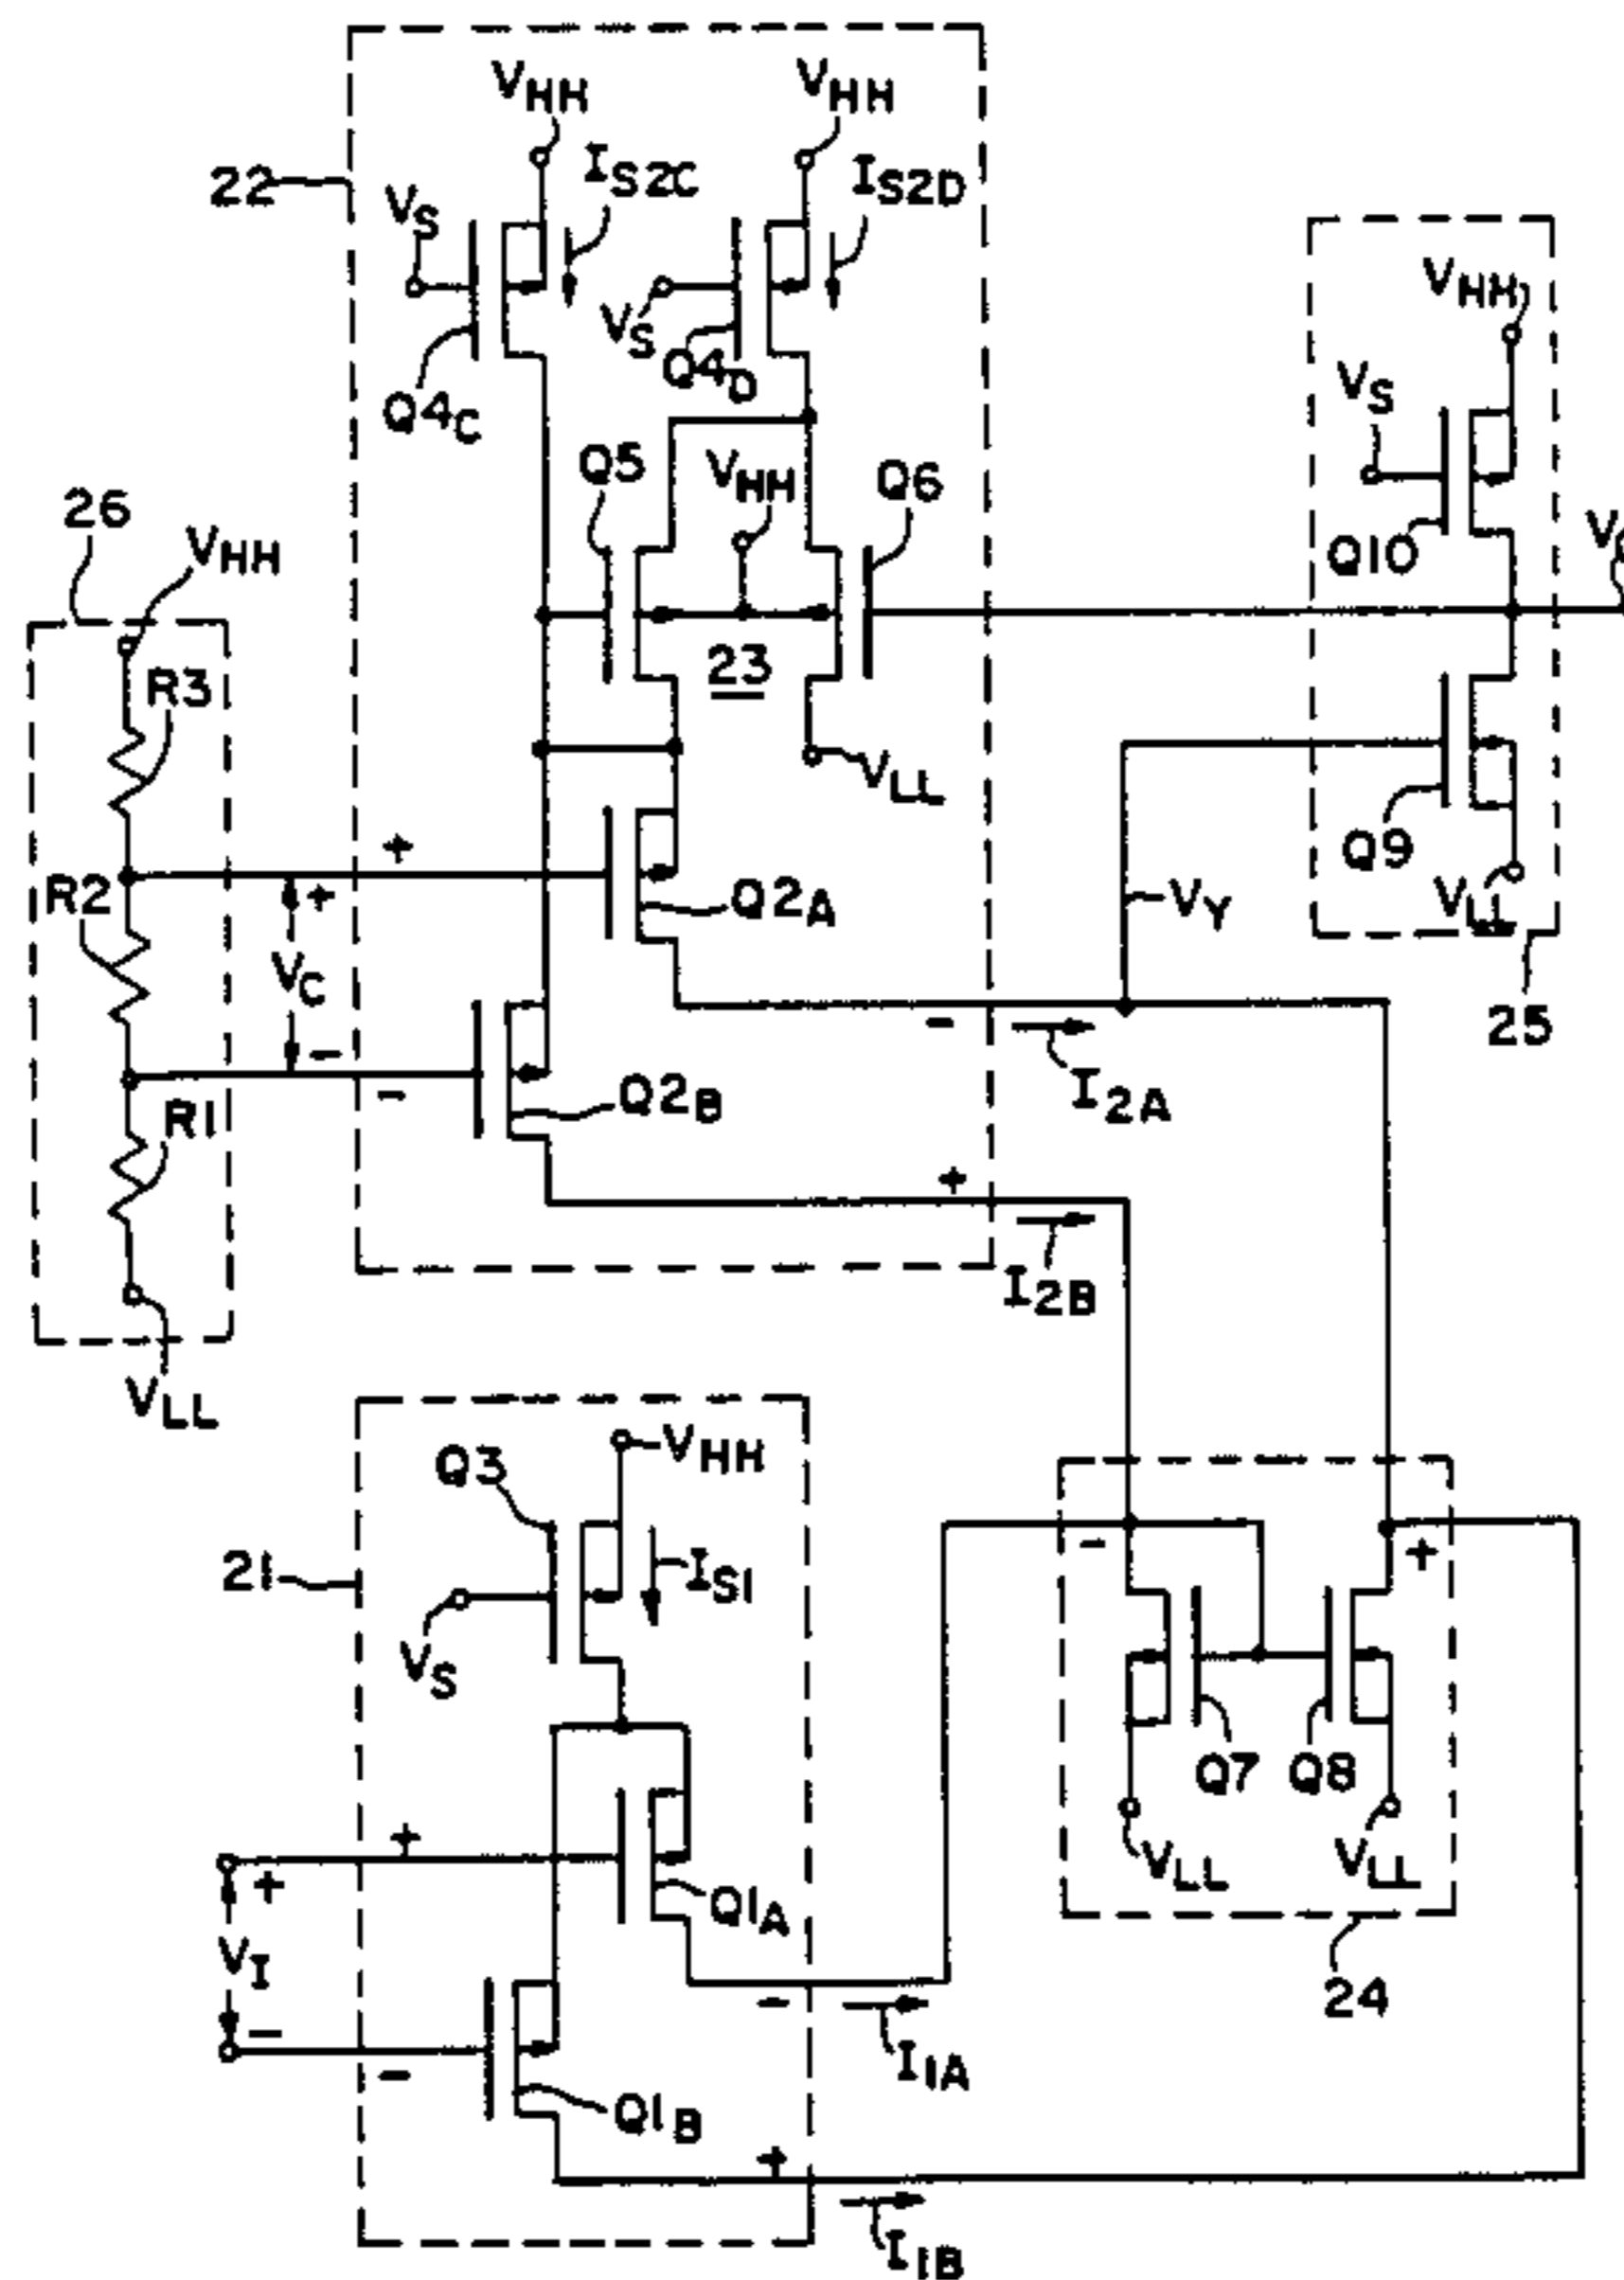 VHH
VHH
22
IS2C
IS2D
VS
VS
Q4C
Q4D
VHH
VS
Q5
VHH
Q6
26
VHH
Q10
R3
23
VLL
Q9
+
R2
+
Q2A
VY
VLL
VC
25
-
-
-
I2A
R1
Q2B
+
I2B
VLL
VHH
Q3
21
IS1
-
+
VS
Q7
Q8
+
+
VLL
VLL
Q1A
VI
24
-
-
-
I1A
Q1B
+
I1B